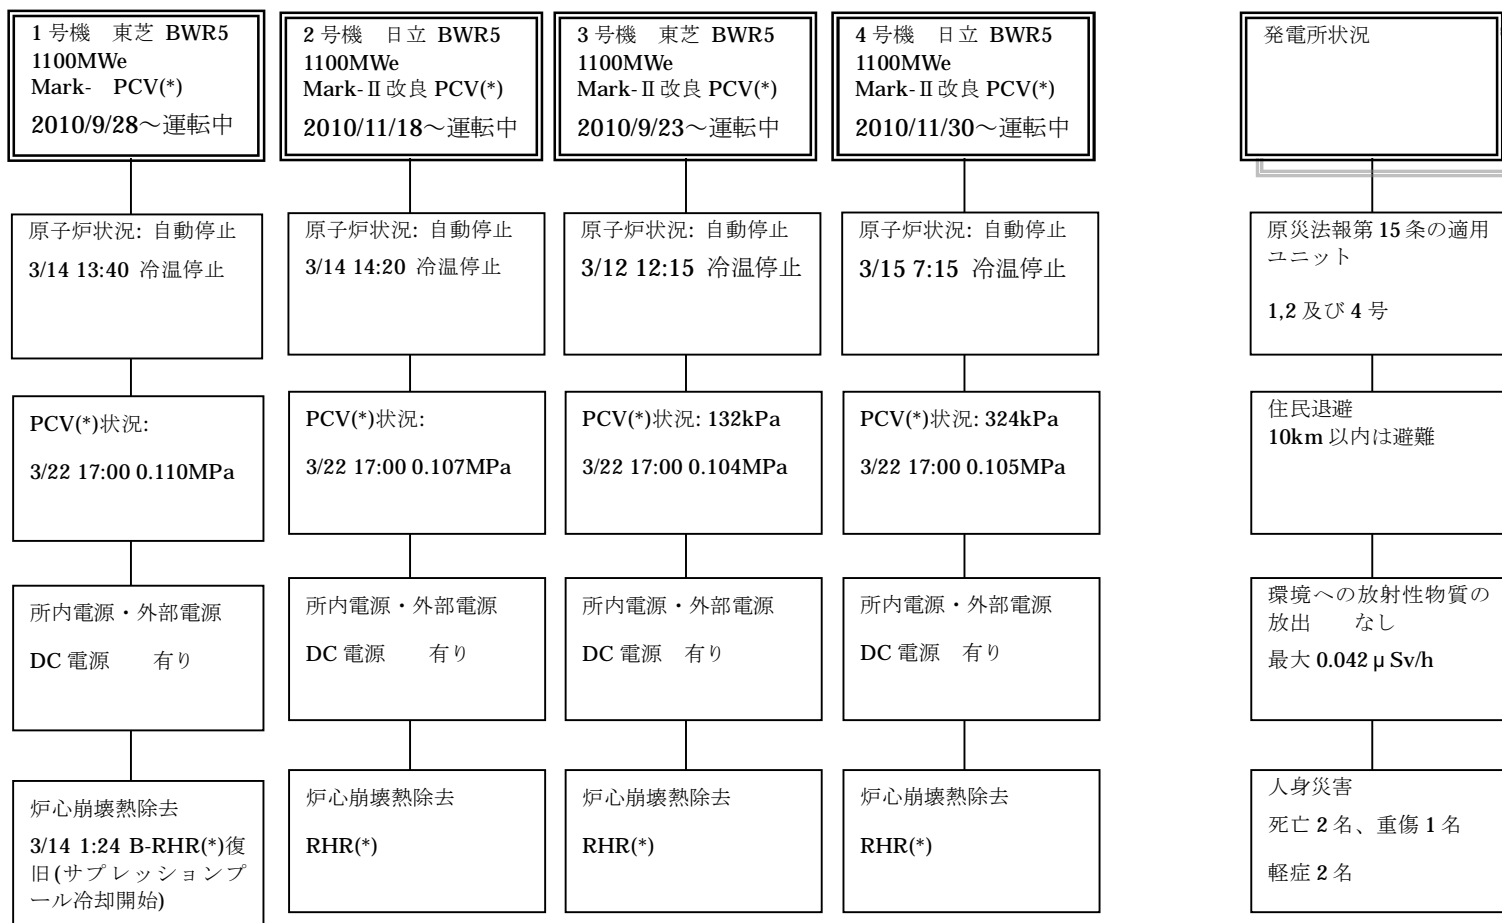 1 号機 東芝 BWR5
1100MWe
Mark- PCV(*)
2010/9/28～運転中
原子炉状況: 自動停止
3/14 13:40 冷温停止
PCV(*)状況:
3/22 17:00 0.110MPa
所内電源・外部電源
DC 電源 有り
炉心崩壊熱除去
3/14 1:24 B-RHR(*)復
旧(サプレッションプ
ール冷却開始)
2 号機 日立 BWR5
1100MWe
Mark-Ⅱ改良 PCV(*)
2010/11/18～運転中
原子炉状況: 自動停止
3/14 14:20 冷温停止
PCV(*)状況:
3/22 17:00 0.107MPa
所内電源・外部電源
DC 電源 有り
炉心崩壊熱除去
RHR(*)
3 号機 東芝 BWR5
1100MWe
Mark-Ⅱ改良 PCV(*)
2010/9/23～運転中
原子炉状況: 自動停止
3/12 12:15 冷温停止
PCV(*)状況: 132kPa
3/22 17:00 0.104MPa
所内電源・外部電源
DC 電源 有り
炉心崩壊熱除去
RHR(*)
4 号機 日立 BWR5
1100MWe
Mark-Ⅱ改良 PCV(*)
2010/11/30～運転中
原子炉状況: 自動停止
3/15 7:15 冷温停止
PCV(*)状況: 324kPa
3/22 17:00 0.105MPa
所内電源・外部電源
DC 電源 有り
炉心崩壊熱除去
RHR(*)
発電所状況
原災法報第 15 条の適用
ユニット
1,2 及び 4 号
住民退避
10km 以内は避難
環境への放射性物質の
放出 なし
最大 0.042 μ Sv/h
人身災害
死亡 2 名、重傷 1 名
軽症 2 名